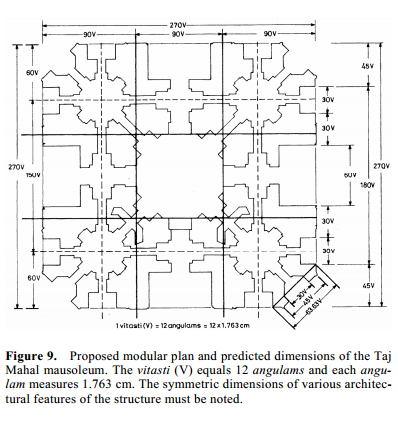 270V
90V 90V 90V
60V
45V
30V
30V
270V
150V
60V
270V
180V
30V
30V
60V
45V
30V
45V
63.63V
1 vitasti (V) = 12 angulams = 12 x 1.763 cm
Figure 9. Proposed modular plan and predicted dimensions of the Taj
Mahal mausoleum. The vitasti (V) equals 12 angulams and each angu-
lam measures 1.763 cm. The symmetric dimensions of various architec-
tural features of the structure must be noted.